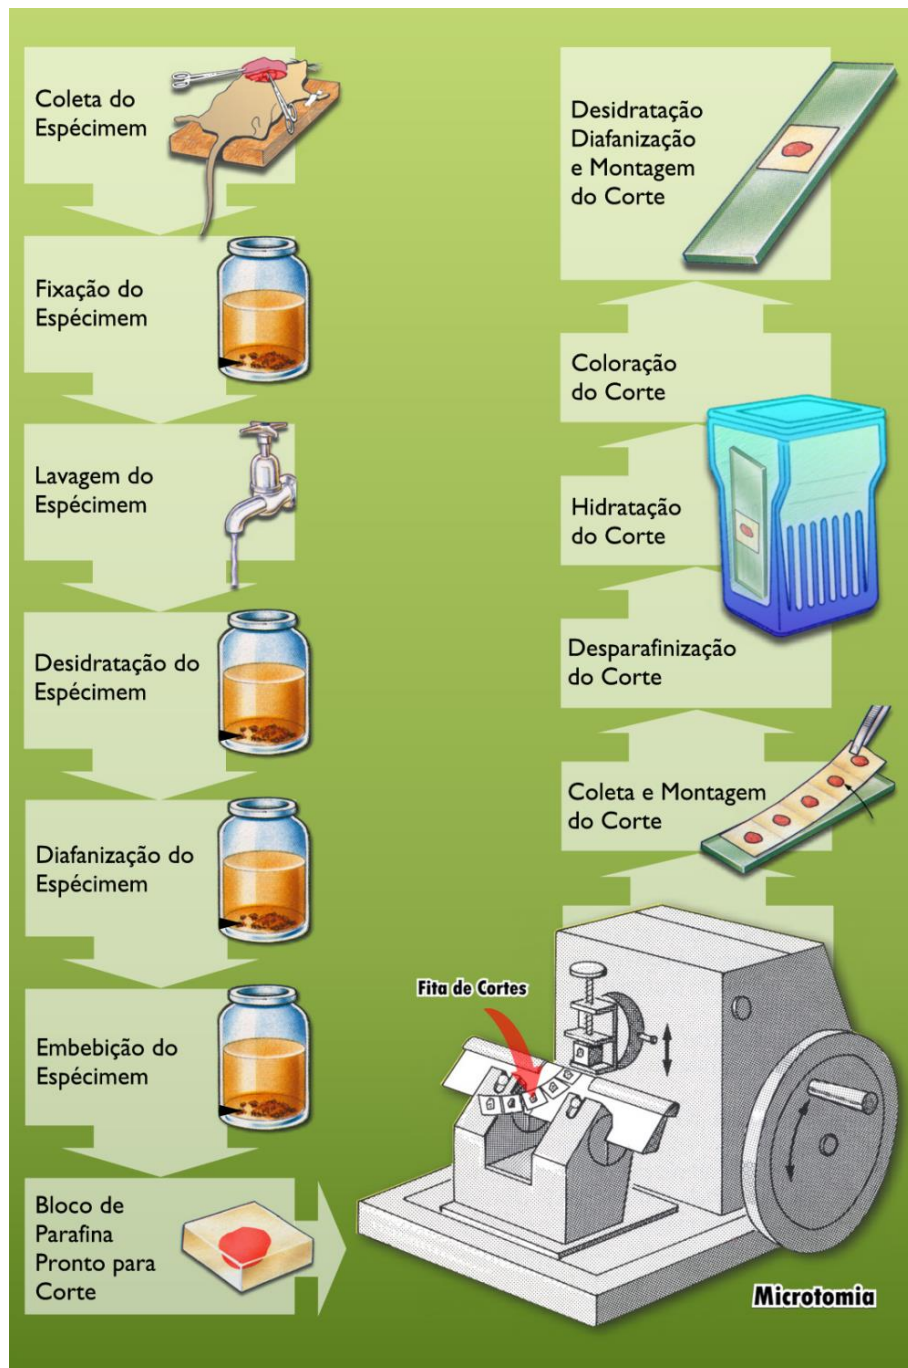 Coleta do
Espécimem
Fixação do
Espécimem
Lavagem do
Espécimem
Desidratação do
Espécimem
Diafanização do
Espécimem
Embebição do
Espécimem
Bloco de
Parafina
Pronto para
Corte
Fita de Cortes
Microtomia
Coleta e Montagem
do Corte
Desparafinização
do Corte
Hidratação
do Corte
Coloração
do Corte
Desidratação
Diafanização
e Montagem
do Corte